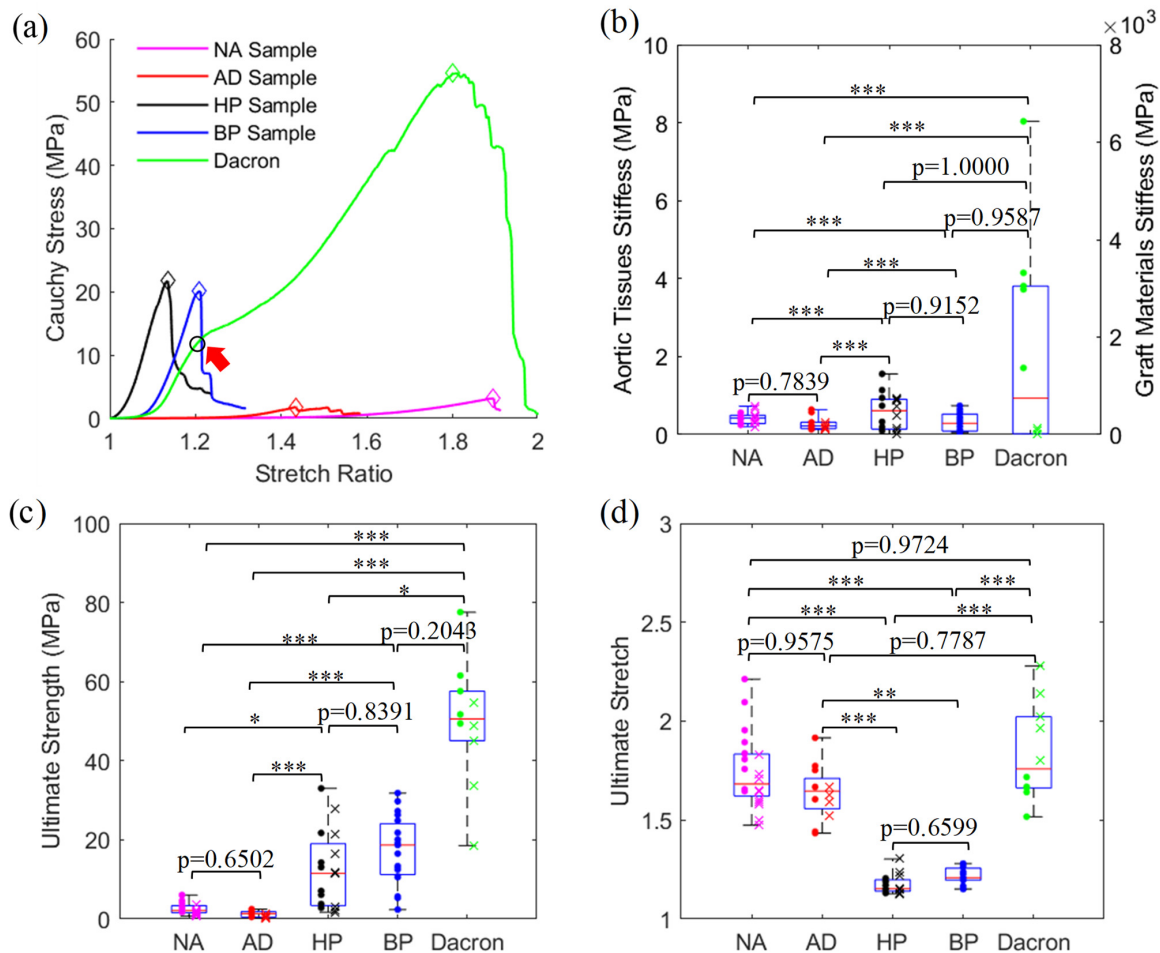 (a)
60
50
40
30
20
10
0
Cauchy Stress (MPa)
NA Sample
AD Sample
HP Sample
BP Sample
Dacron
1 1.2 1.4 1.6 1.8 2
Stretch Ratio
(b)
×10³
10
8
6
4
2
0
Aortic Tissues Stiffess (MPa)
8
6
4
2
0
Graft Materials Stiffess (MPa)
***
***
p=1.0000
***
p=0.9587
***
***
p=0.9152
***
p=0.7839
NA AD HP BP Dacron
(c)
100
80
60
40
20
0
Ultimate Strength (MPa)
***
***
*
***
p=0.2043
***
*
p=0.8391
***
p=0.6502
NA AD HP BP Dacron
(d)
3
2.5
2
1.5
1
Ultimate Stretch
p=0.9724
*** ***
*** ***
p=0.9575 p=0.7787
**
***
p=0.6599
NA AD HP BP Dacron